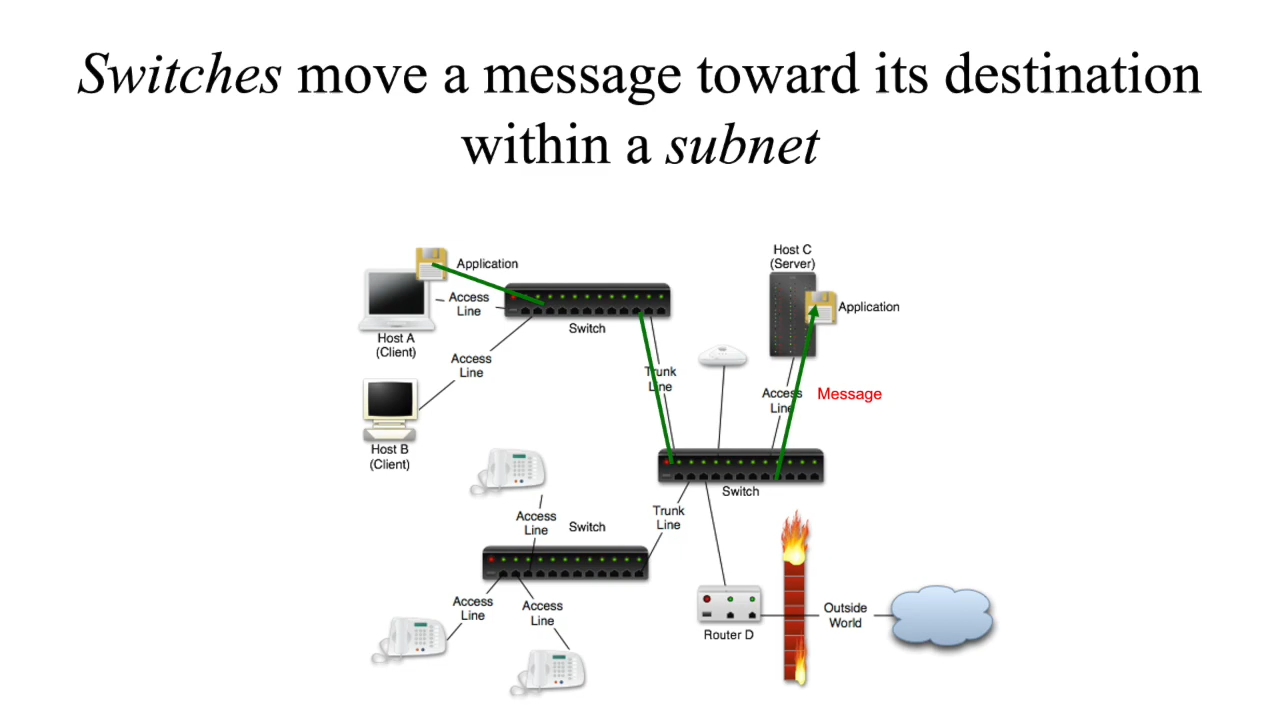 Switches move a message toward its destination
within a subnet
Host C
(Server)
Application
Application
Access
Line
Switch
Host A
(Client)
Access
Line
Trunk
Line
Access
Line
Message
Host B
(Client)
Switch
Trunk
Line
Access
Line
Switch
Access
Line
Access
Line
Router D
Outside
World